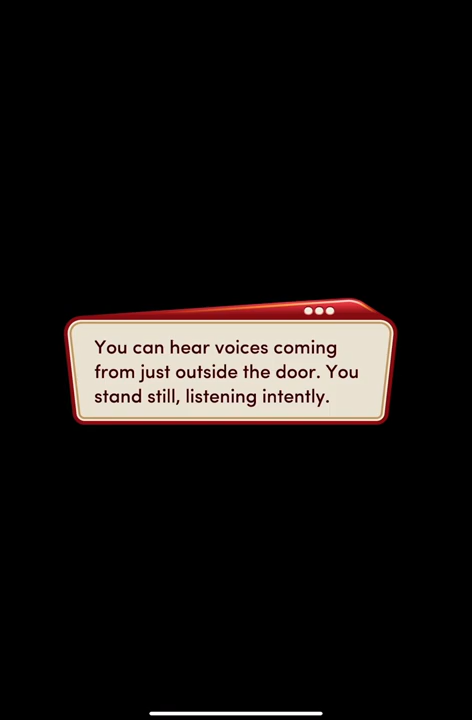 You can hear voices coming
from just outside the door. You
stand still, listening intently.